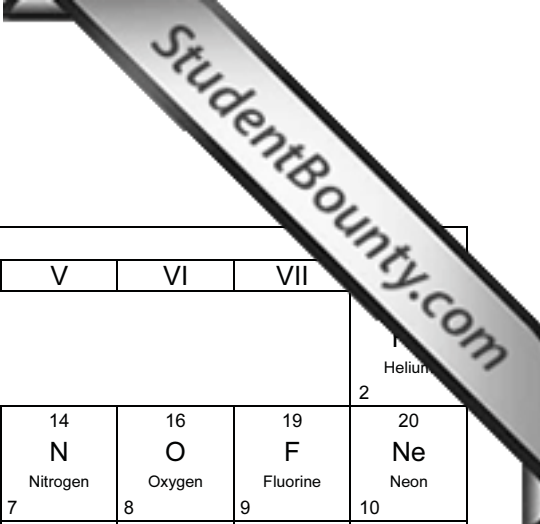 StudentBounty.com
V VI VII
Helium
2
14 16 19 20
N O F Ne
Nitrogen Oxygen Fluorine Neon
7 8 9 10